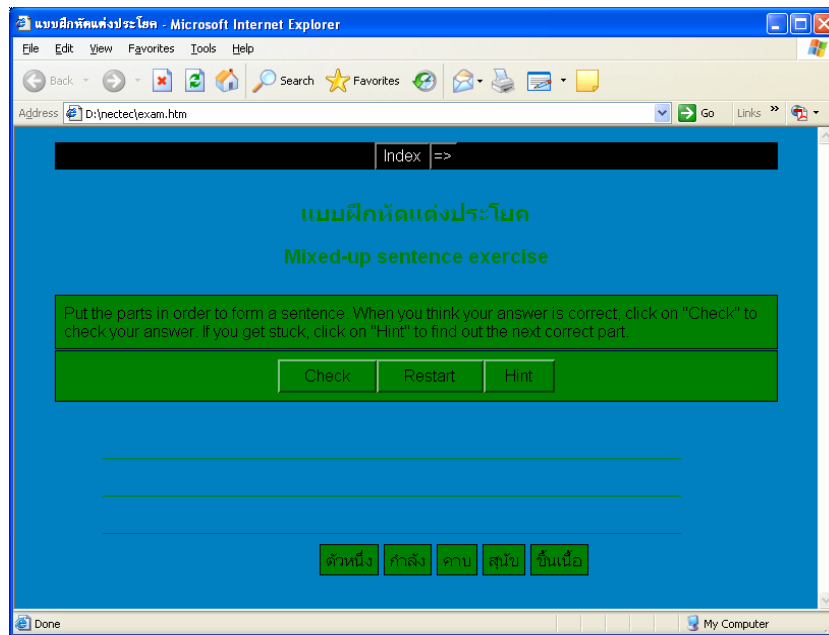 แบบฝึกหัดแต่งประโยค - Microsoft Internet Explorer
File Edit View Favorites Tools Help
Back Search Favorites
Address D:\nectec\exam.htm Go Links »
Index =>
แบบฝึกหัดแต่งประโยค
Mixed-up sentence exercise
Put the parts in order to form a sentence. When you think your answer is correct, click on "Check" to
check your answer. If you get stuck, click on "Hint" to find out the next correct part.
Check Restart Hint
ตัวหนึ่ง กำลัง คาบ สุนัข ชิ้นเนื้อ
Done My Computer